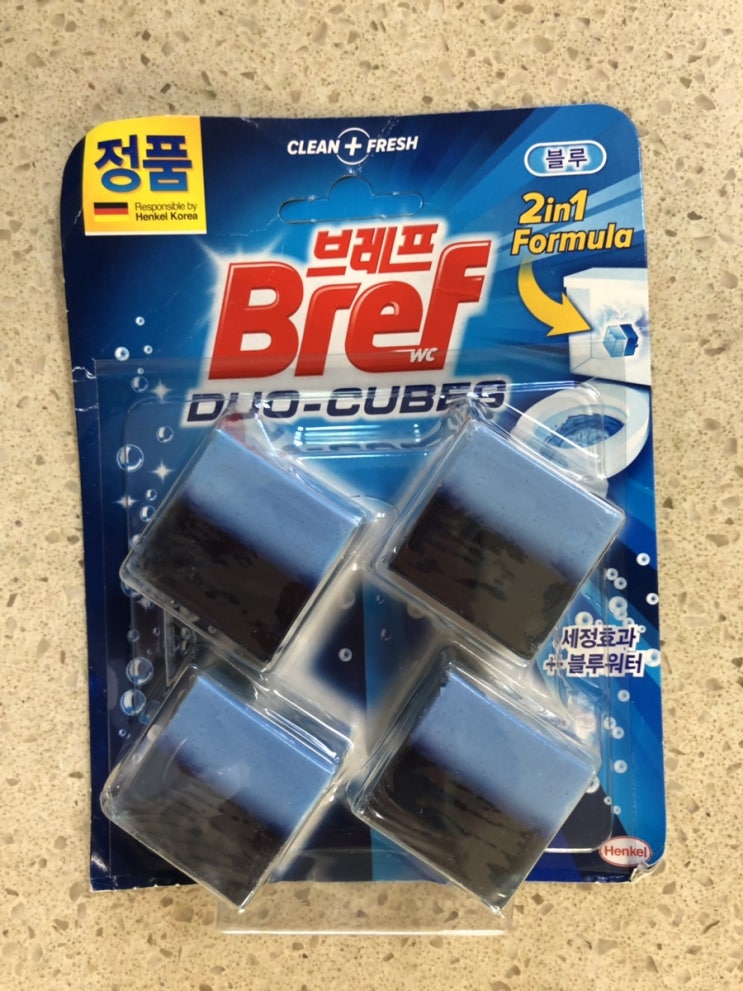 정품
Responsible by
Henkel Korea
CLEAN + FRESH
블루
2in1
Formula
브레프
Bref
WC
DUO-CUBES
세정효과
+ 블루워터
Henkel